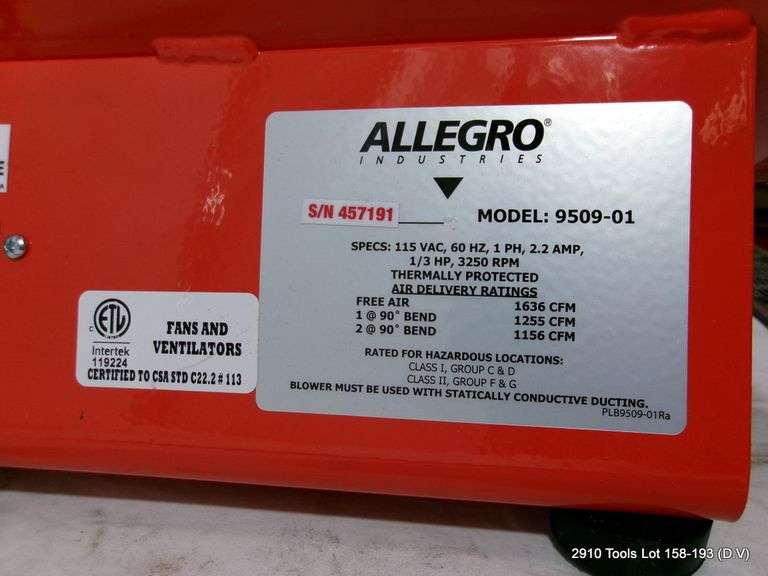 ALLEGRO®
INDUSTRIES
S/N 457191
MODEL: 9509-01
SPECS: 115 VAC, 60 HZ, 1 PH, 2.2 AMP,
1/3 HP, 3250 RPM
THERMALLY PROTECTED
AIR DELIVERY RATINGS
FREE AIR 1636 CFM
1 @ 90° BEND 1255 CFM
2 @ 90° BEND 1156 CFM
RATED FOR HAZARDOUS LOCATIONS:
CLASS I, GROUP C & D
CLASS II, GROUP F & G
BLOWER MUST BE USED WITH STATICALLY CONDUCTIVE DUCTING.
PLB9509-01Ra
C ETL
Intertek
119224
FANS AND
VENTILATORS
CERTIFIED TO CSA STD C22.2 # 113
E
2910 Tools Lot 158-193 (D V)